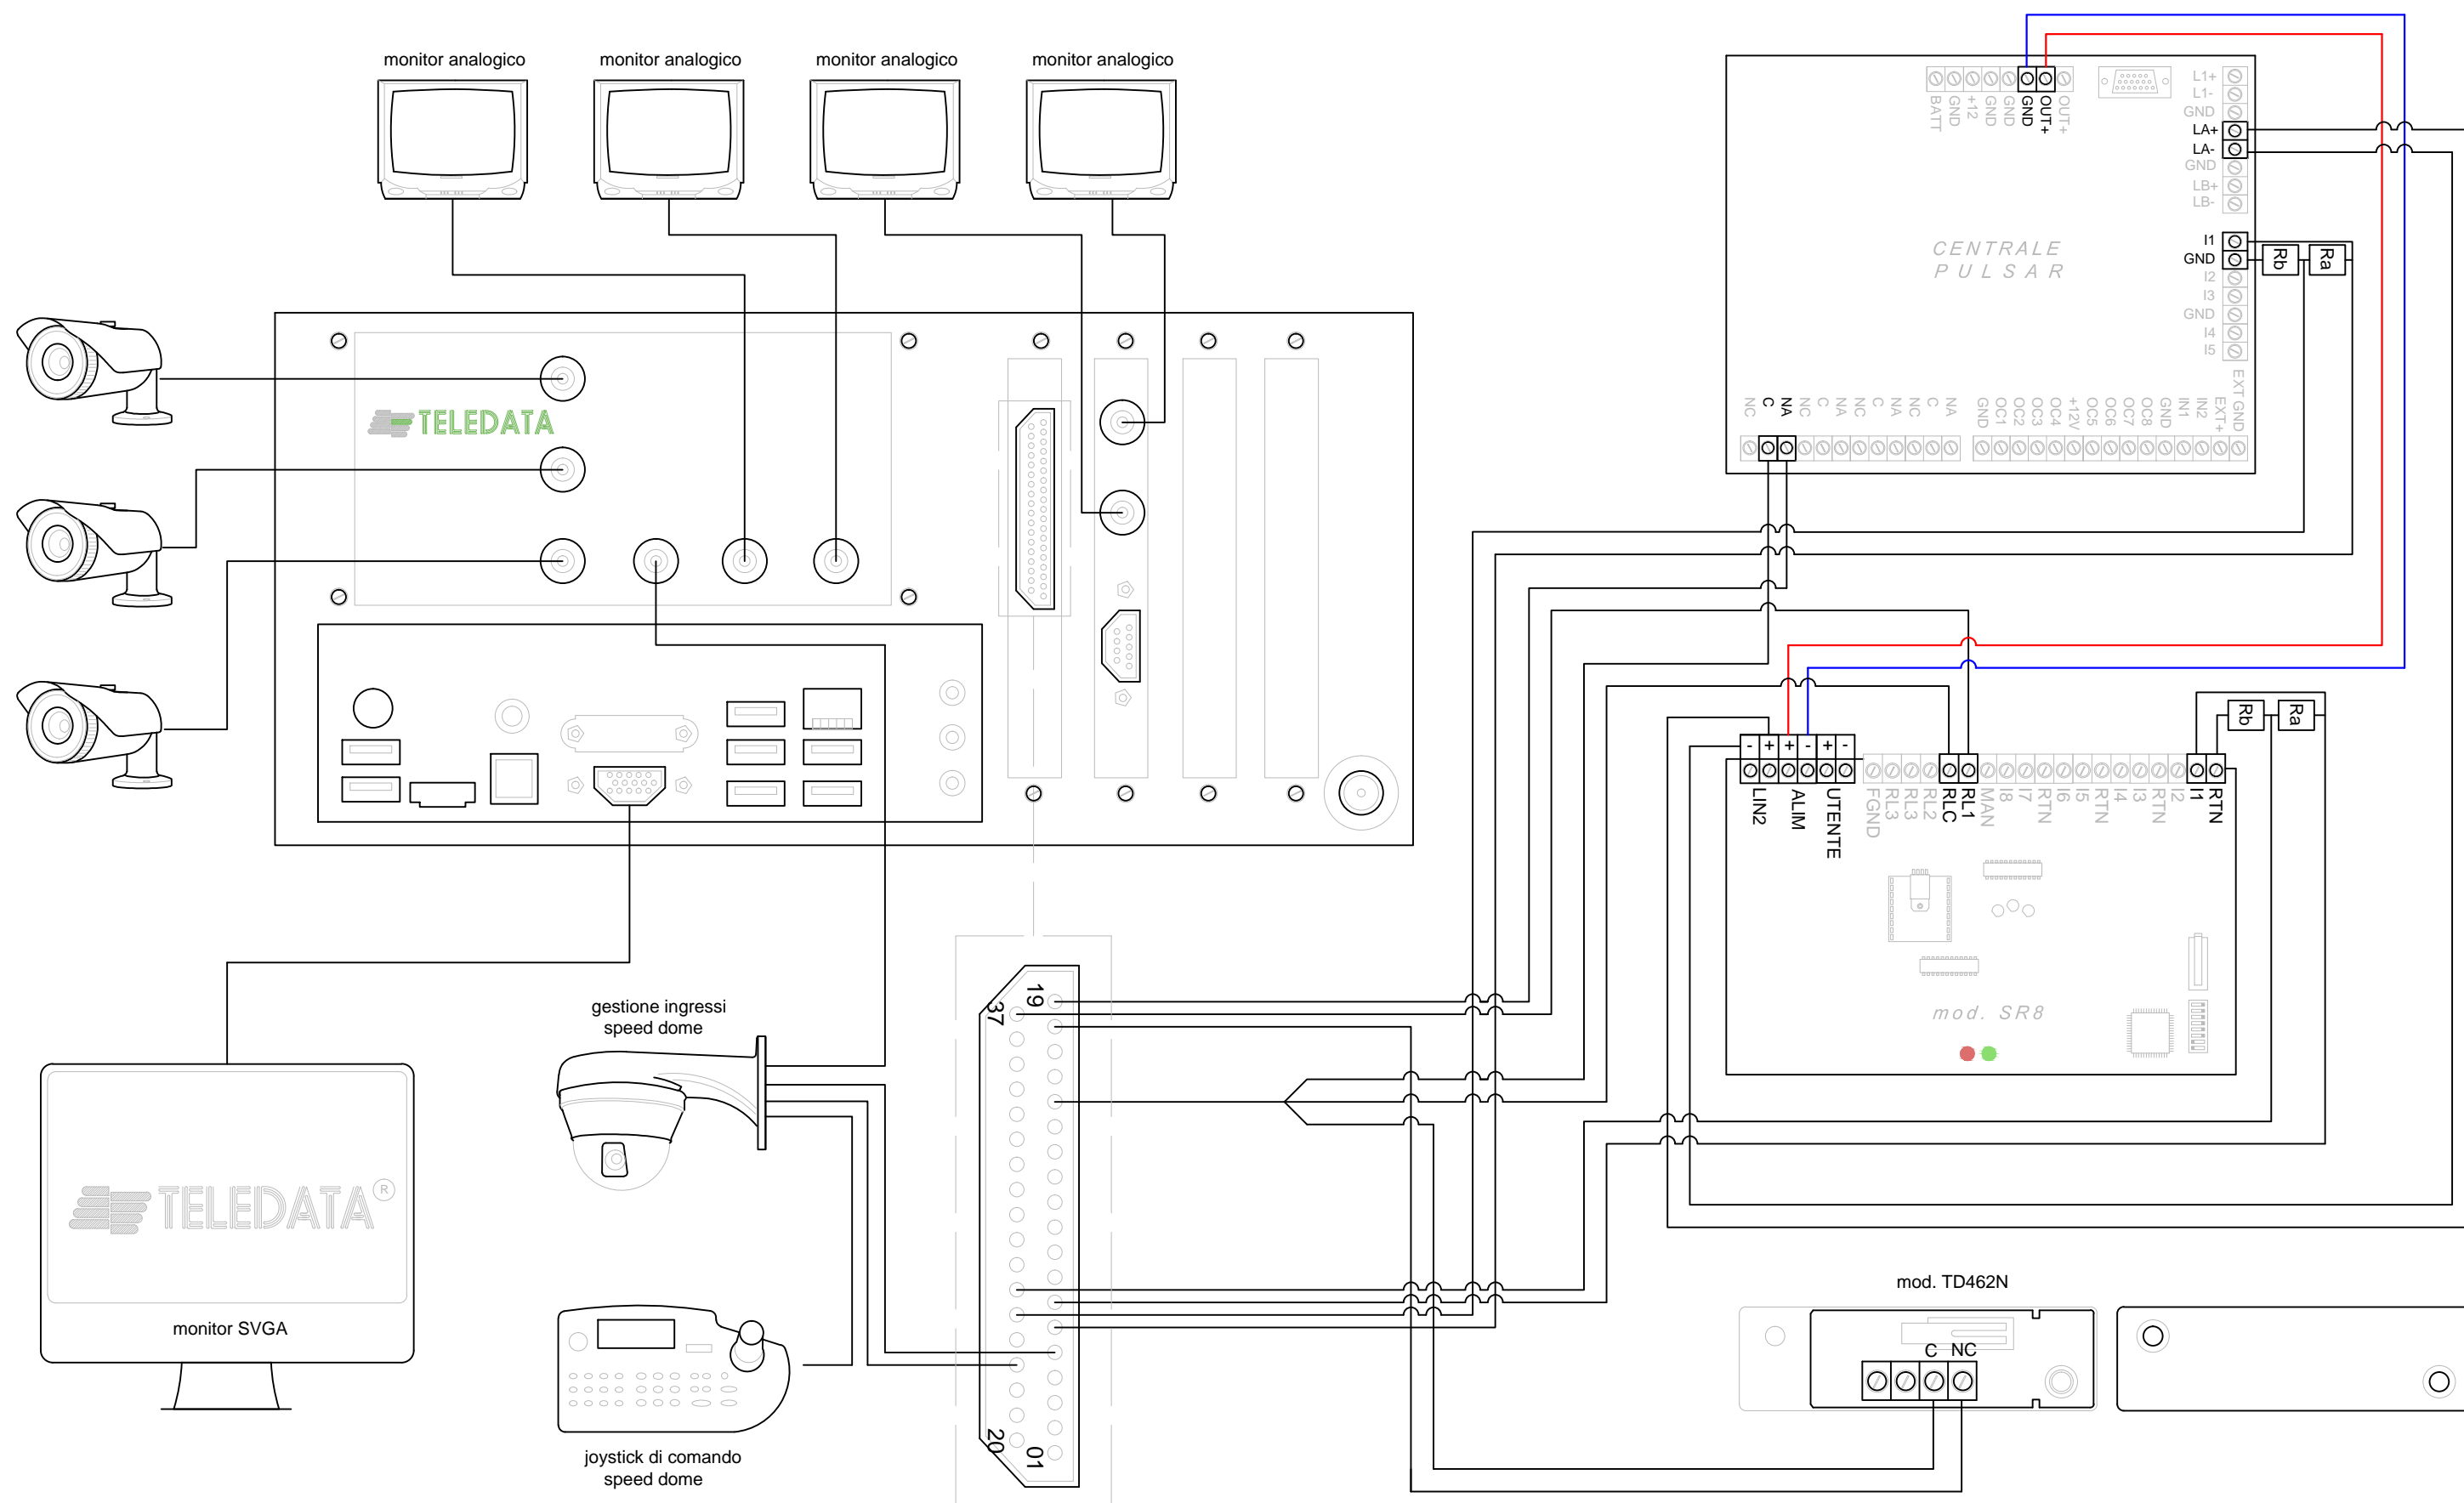 monitor analogico
monitor analogico
monitor analogico
monitor analogico
BATT
GND
+12
GND
GND
GND
OUT+
OUT+
L1+
L1-
GND
LA+
LA-
GND
LB+
LB-
I1
GND
I2
I3
GND
I4
I5
Rb
Ra
CENTRALE
PULSAR
NC
C
NA
NC
C
NA
NC
C
NA
NC
C
NA
GND
OC1
OC2
OC3
OC4
+12V
OC5
OC6
OC7
OC8
GND
IN1
IN2
EXT+
EXT GND
TELEDATA
- + + - + -
LIN2
ALIM
UTENTE
FGND
RL3
RL3
RL2
RLC
RL1
MAN
I8
I7
RTN
I6
I5
RTN
I4
I3
RTN
I2
I1
RTN
Rb
Ra
mod. SR8
gestione ingressi
speed dome
19
37
20
01
TELEDATA®
monitor SVGA
joystick di comando
speed dome
mod. TD462N
C NC